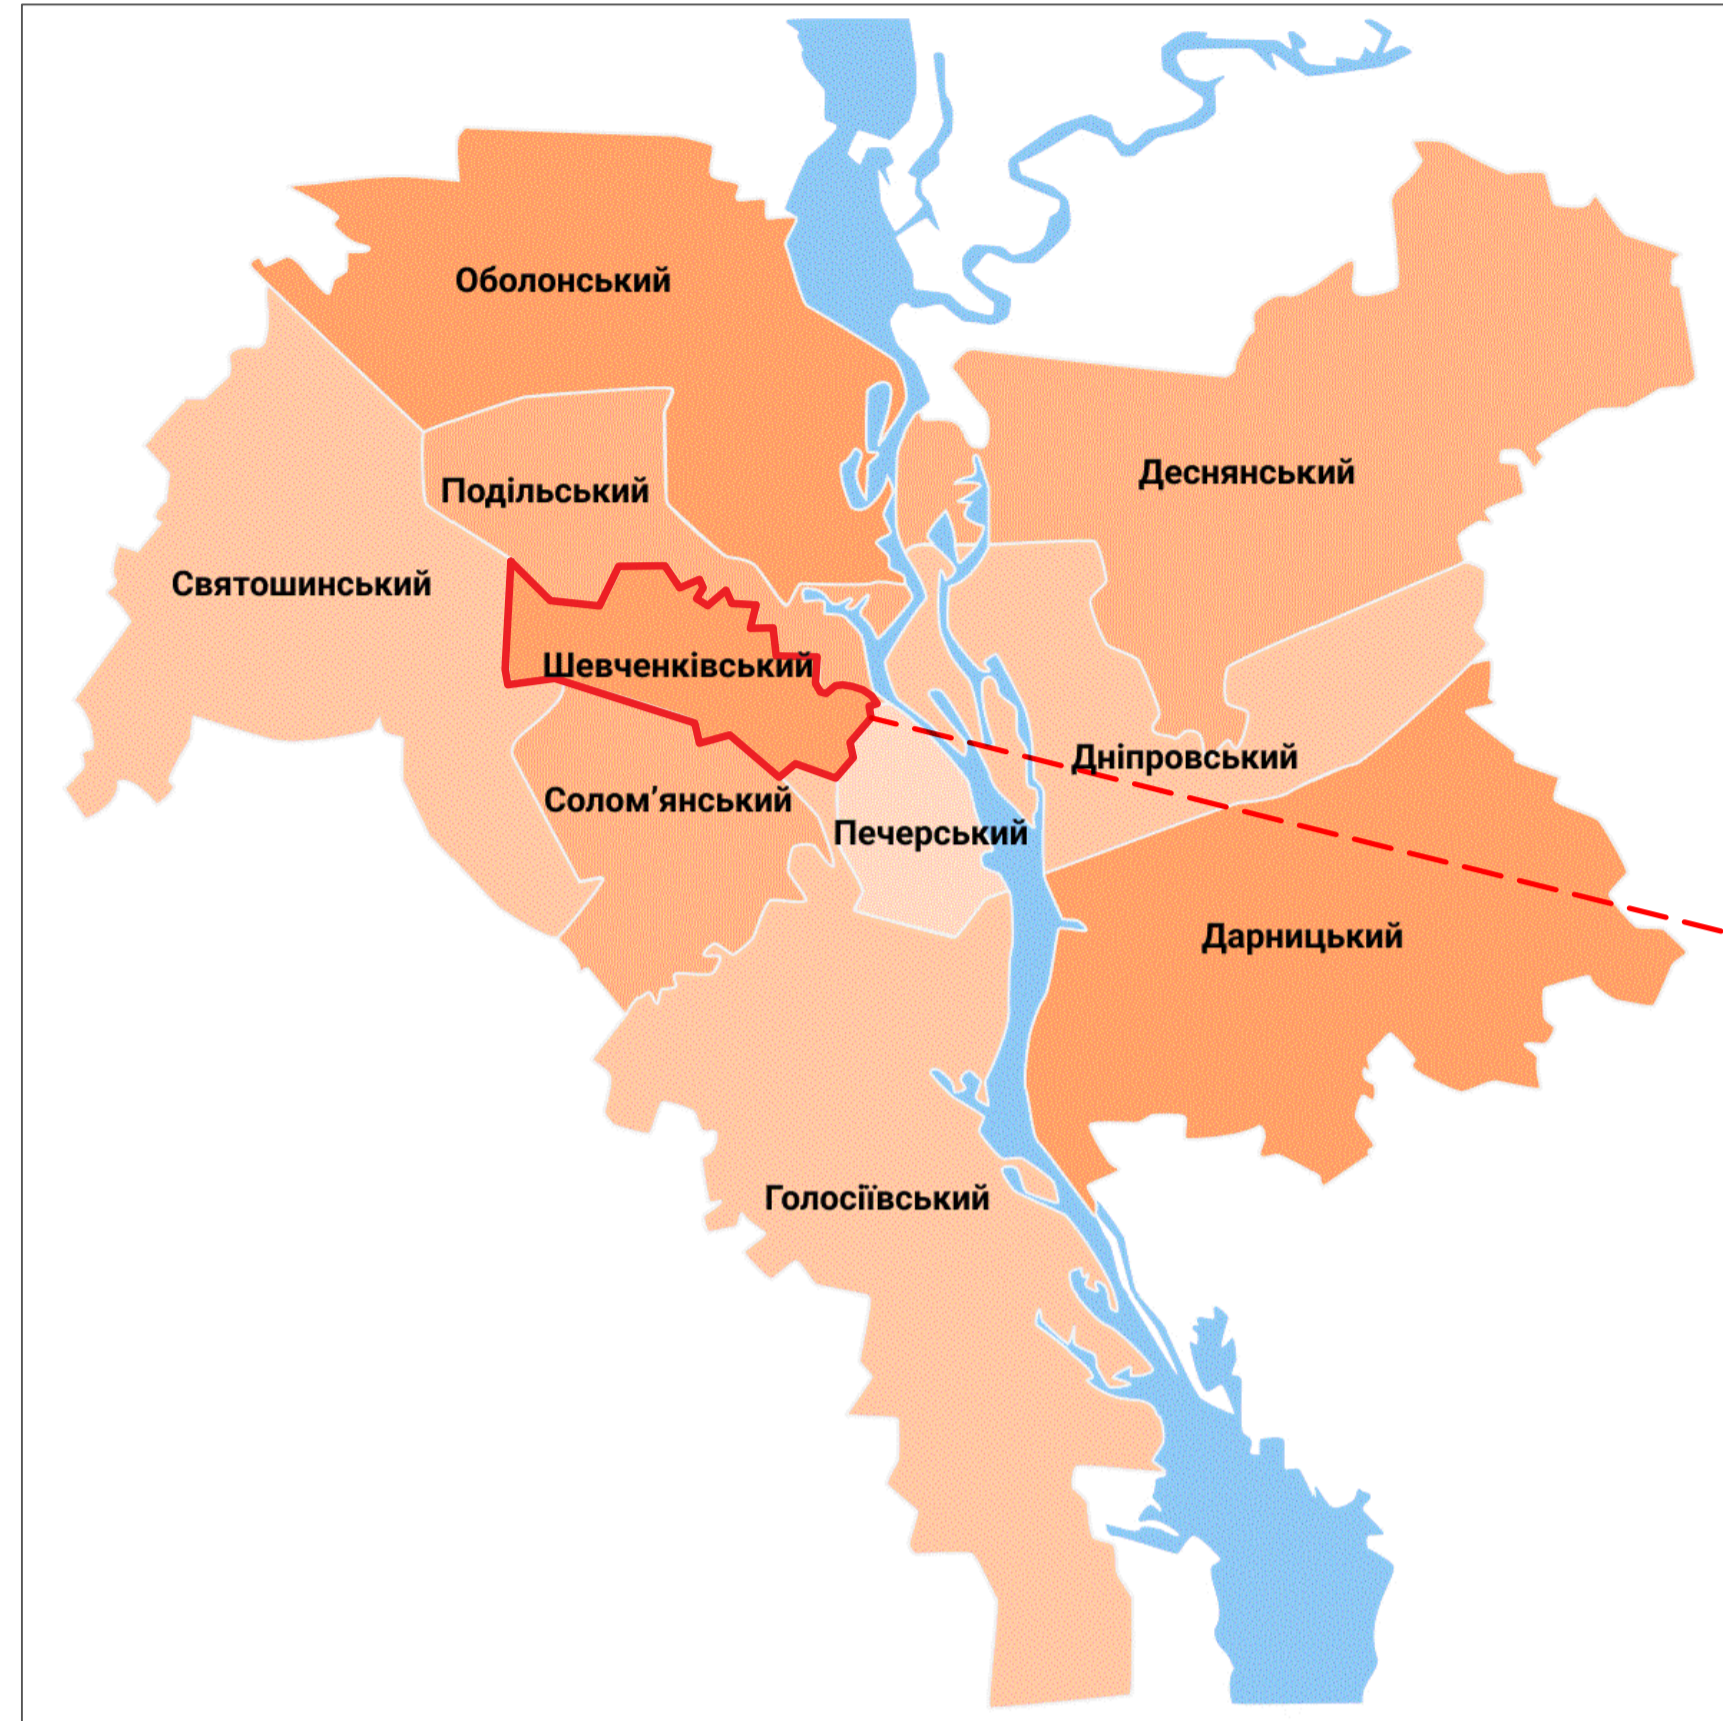 Оболонський
Деснянський
Подільський
Святошинський
Шевченківський
Дніпровський
Солом’янський
Печерський
Дарницький
Голосіївський